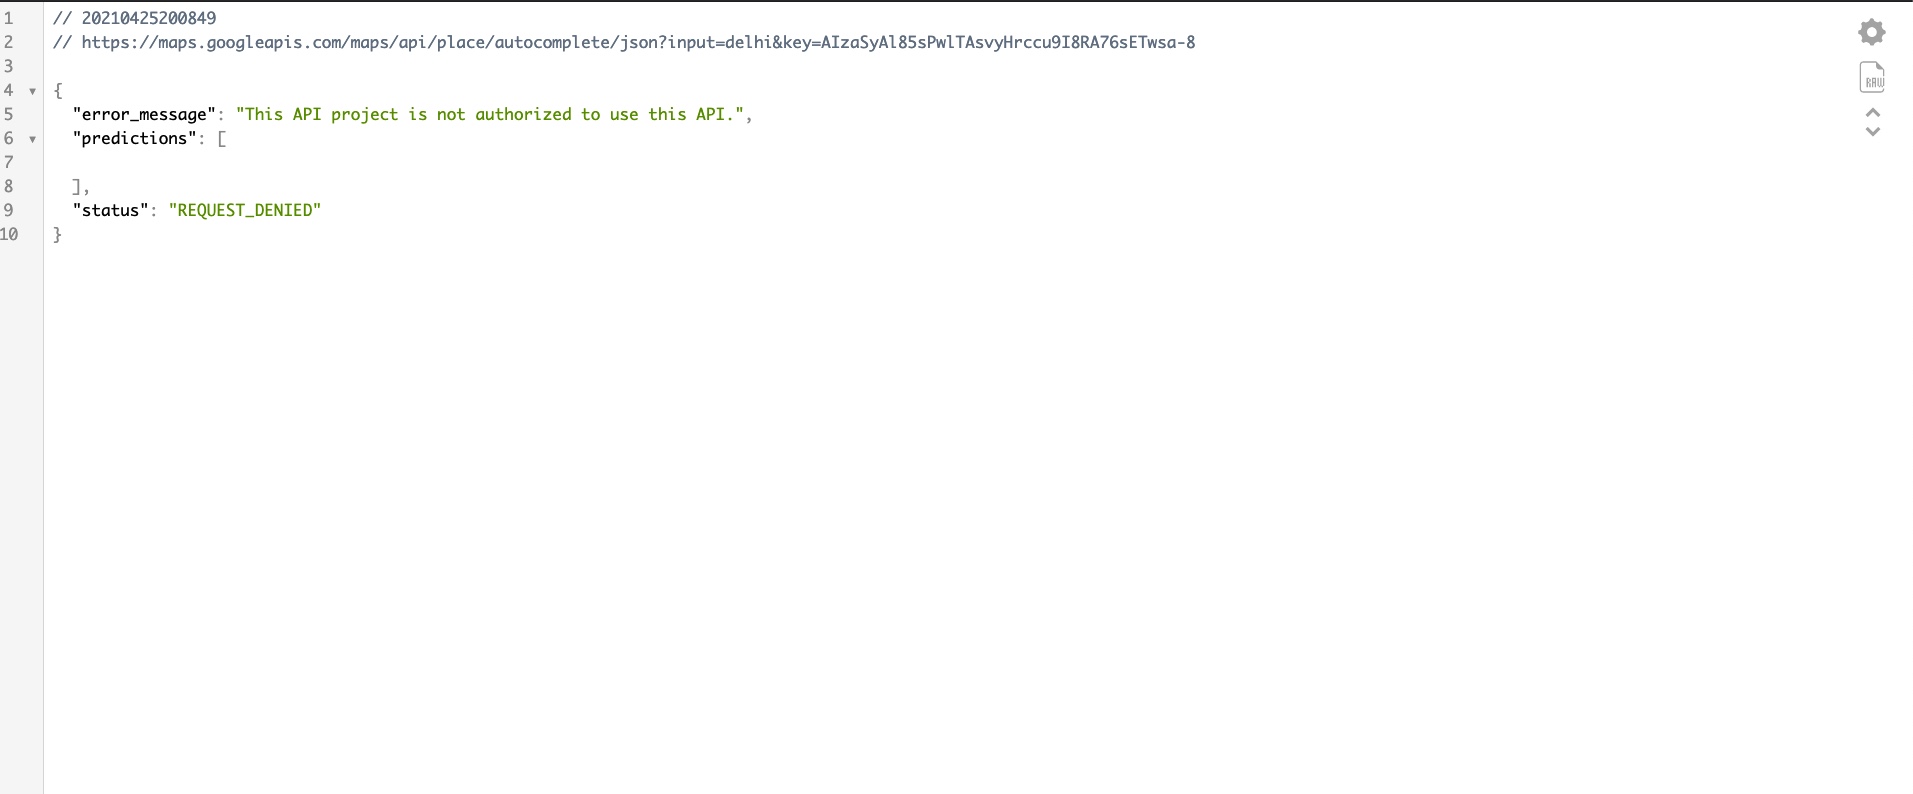 1 // 20210425200849
2 // https://maps.googleapis.com/maps/api/place/autocomplete/json?input=delhi&key=AIzaSyAl85sPwlTAsvyHrccu9I8RA76sETwsa-8
3
4 {
5 "error_message": "This API project is not authorized to use this API.",
6 "predictions": [
7
8 ],
9 "status": "REQUEST_DENIED"
10 }
RAW